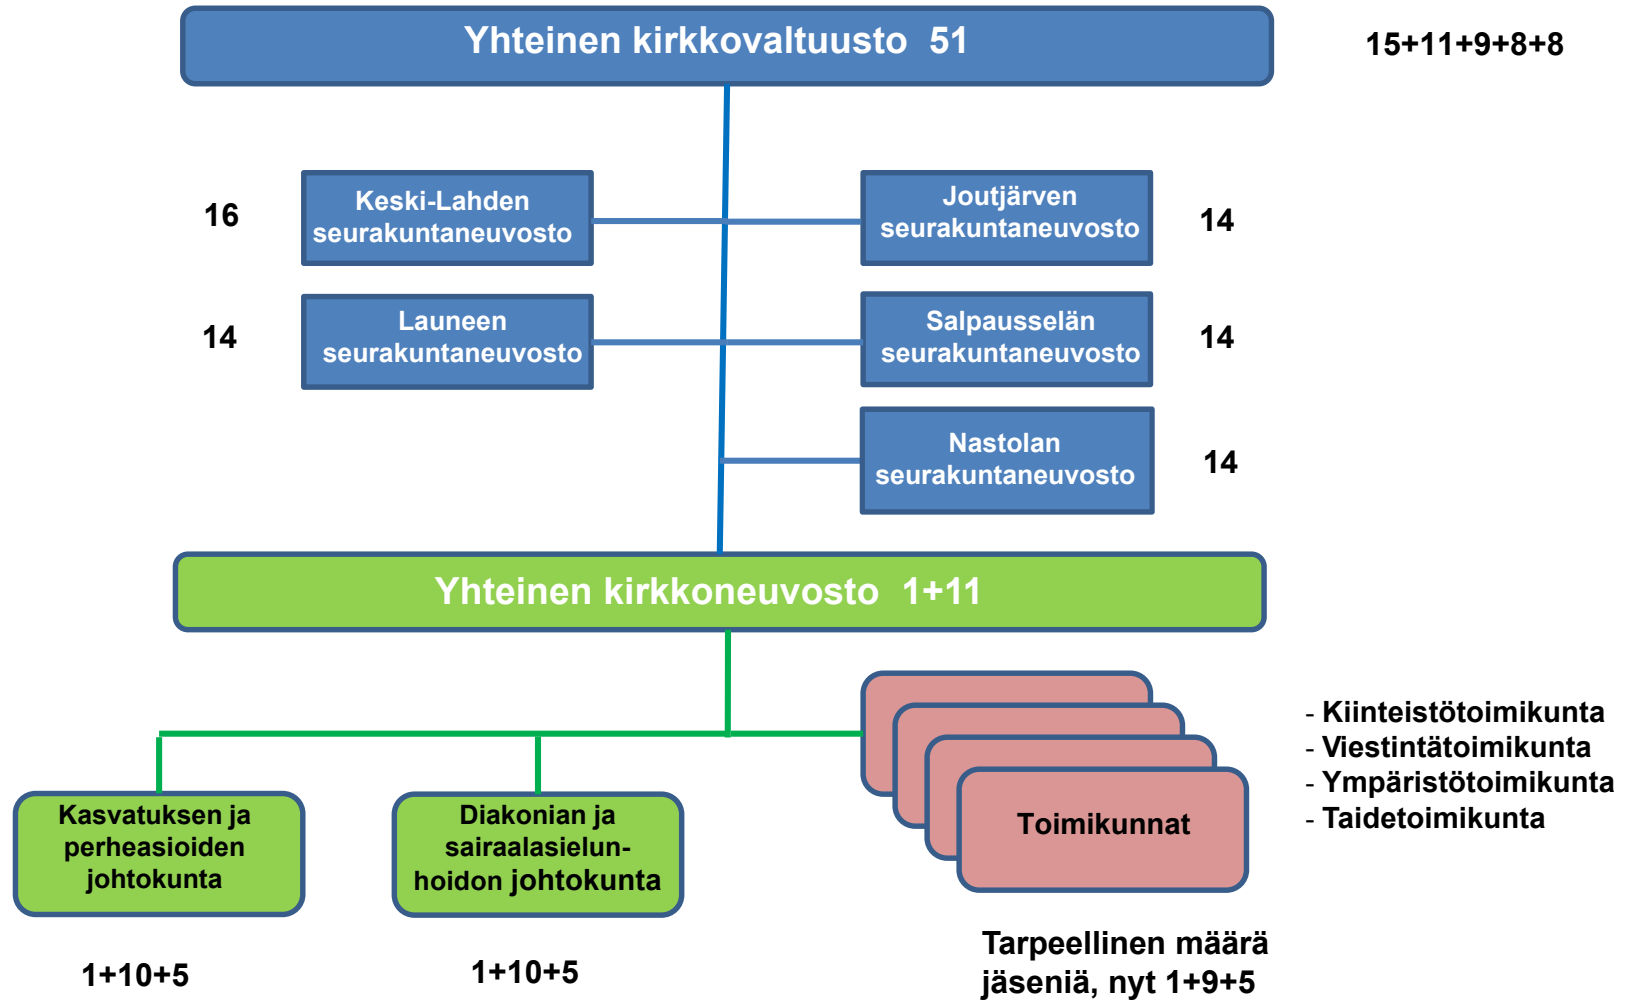 Yhteinen kirkkovaltuusto 51
15+11+9+8+8
16
Keski-Lahden
seurakuntaneuvosto
Joutjärven
seurakuntaneuvosto
14
14
Launeen
seurakuntaneuvosto
Salpausselän
seurakuntaneuvosto
14
Nastolan
seurakuntaneuvosto
14
Yhteinen kirkkoneuvosto 1+11
Kasvatuksen ja
perheasioiden
johtokunta
Diakonian ja
sairaalasielun-
hoidon johtokunta
Toimikunnat
- Kiinteistötoimikunta
- Viestintätoimikunta
- Ympäristötoimikunta
- Taidetoimikunta
1+10+5
1+10+5
Tarpeellinen määrä
jäseniä, nyt 1+9+5